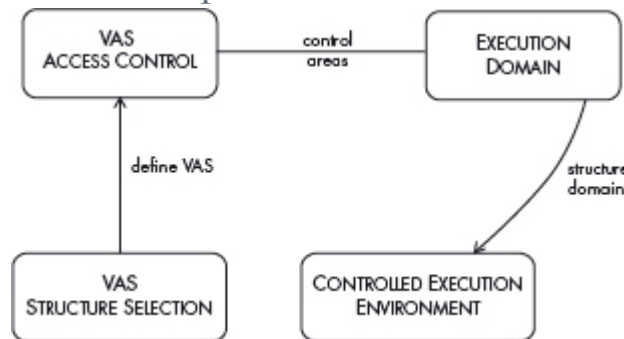 VAS
ACCESS CONTROL
control
areas
EXECUTION
DOMAIN
define VAS
structure
domain
VAS
STRUCTURE SELECTION
CONTROLLED EXECUTION
ENVIRONMENT